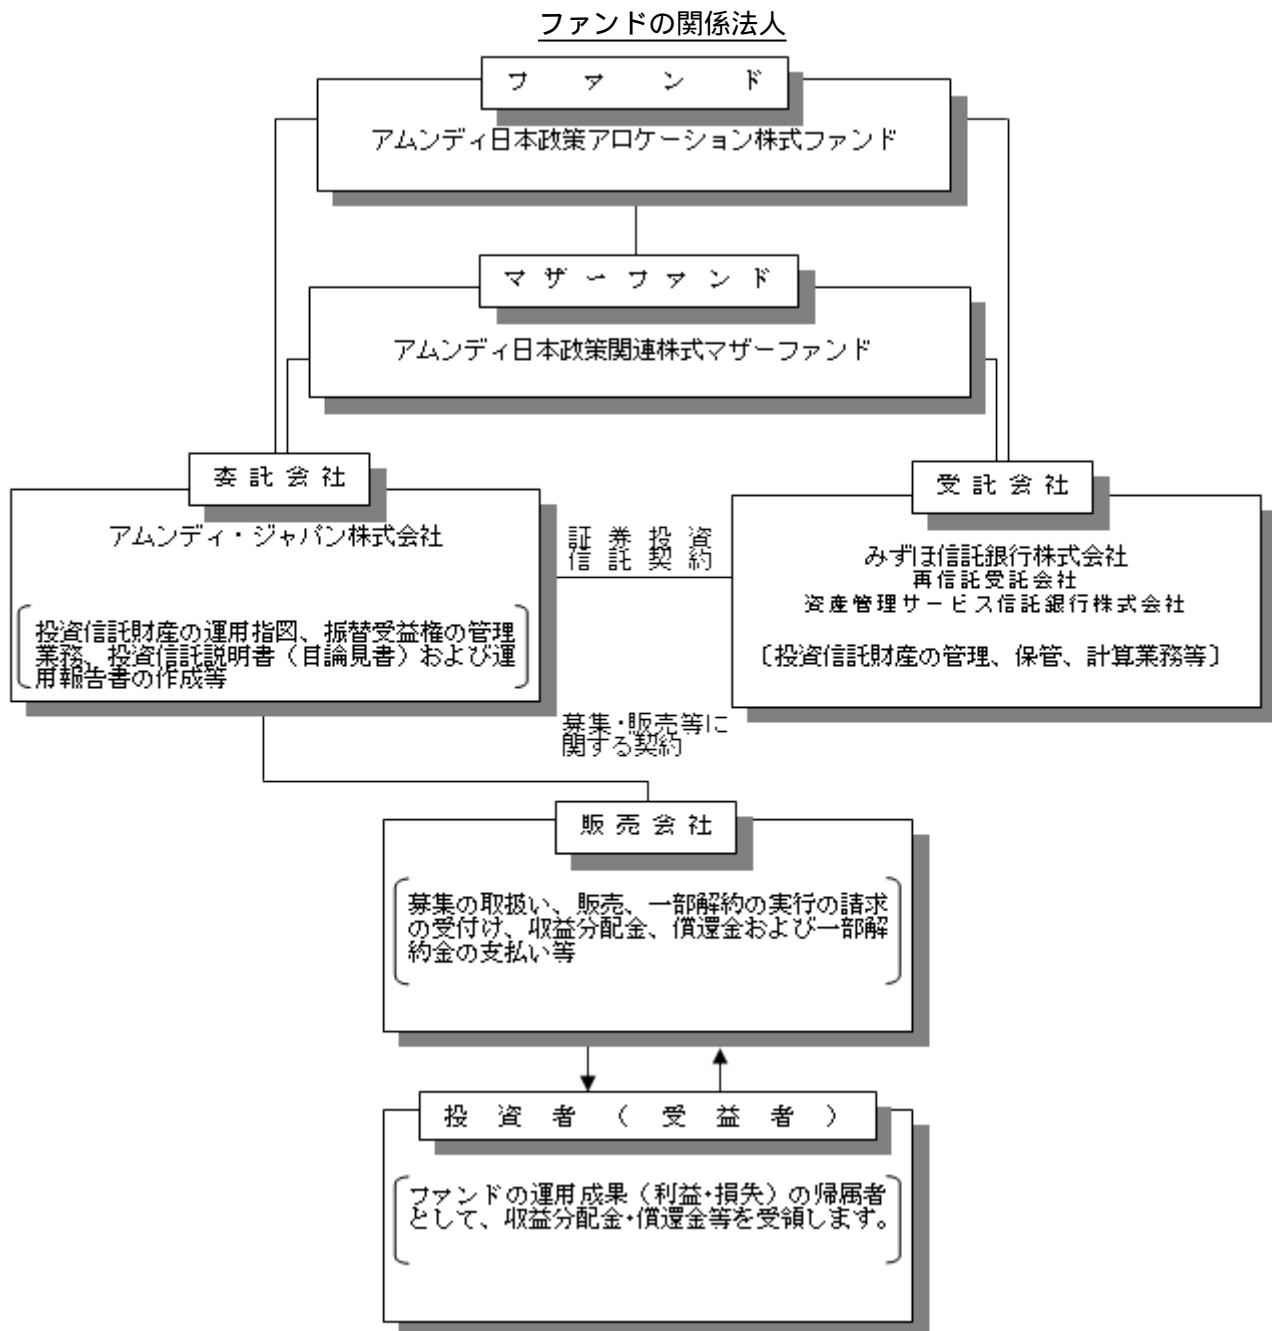 ファンドの関係法人
ファンド
アムンディ日本政策アロケーション株式ファンド
マザーファンド
アムンディ日本政策関連株式マザーファンド
委託会社
アムンディ・ジャパン株式会社
投資信託財産の運用指図、振替受益権の管理
業務、投資信託説明書（目論見書）および運
用報告書の作成等
証券投資
信託契約
受託会社
みずほ信託銀行株式会社
再信託受託会社
資産管理サービス信託銀行株式会社
〔投資信託財産の管理、保管、計算業務等〕
募集・販売等に
関する契約
販売会社
募集の取扱い、販売、一部解約の実行の請求
の受付け、収益分配金、償還金および一部解
約金の支払い等
投資者（受益者）
ファンドの運用成果（利益・損失）の帰属者
として、収益分配金・償還金等を受領します。